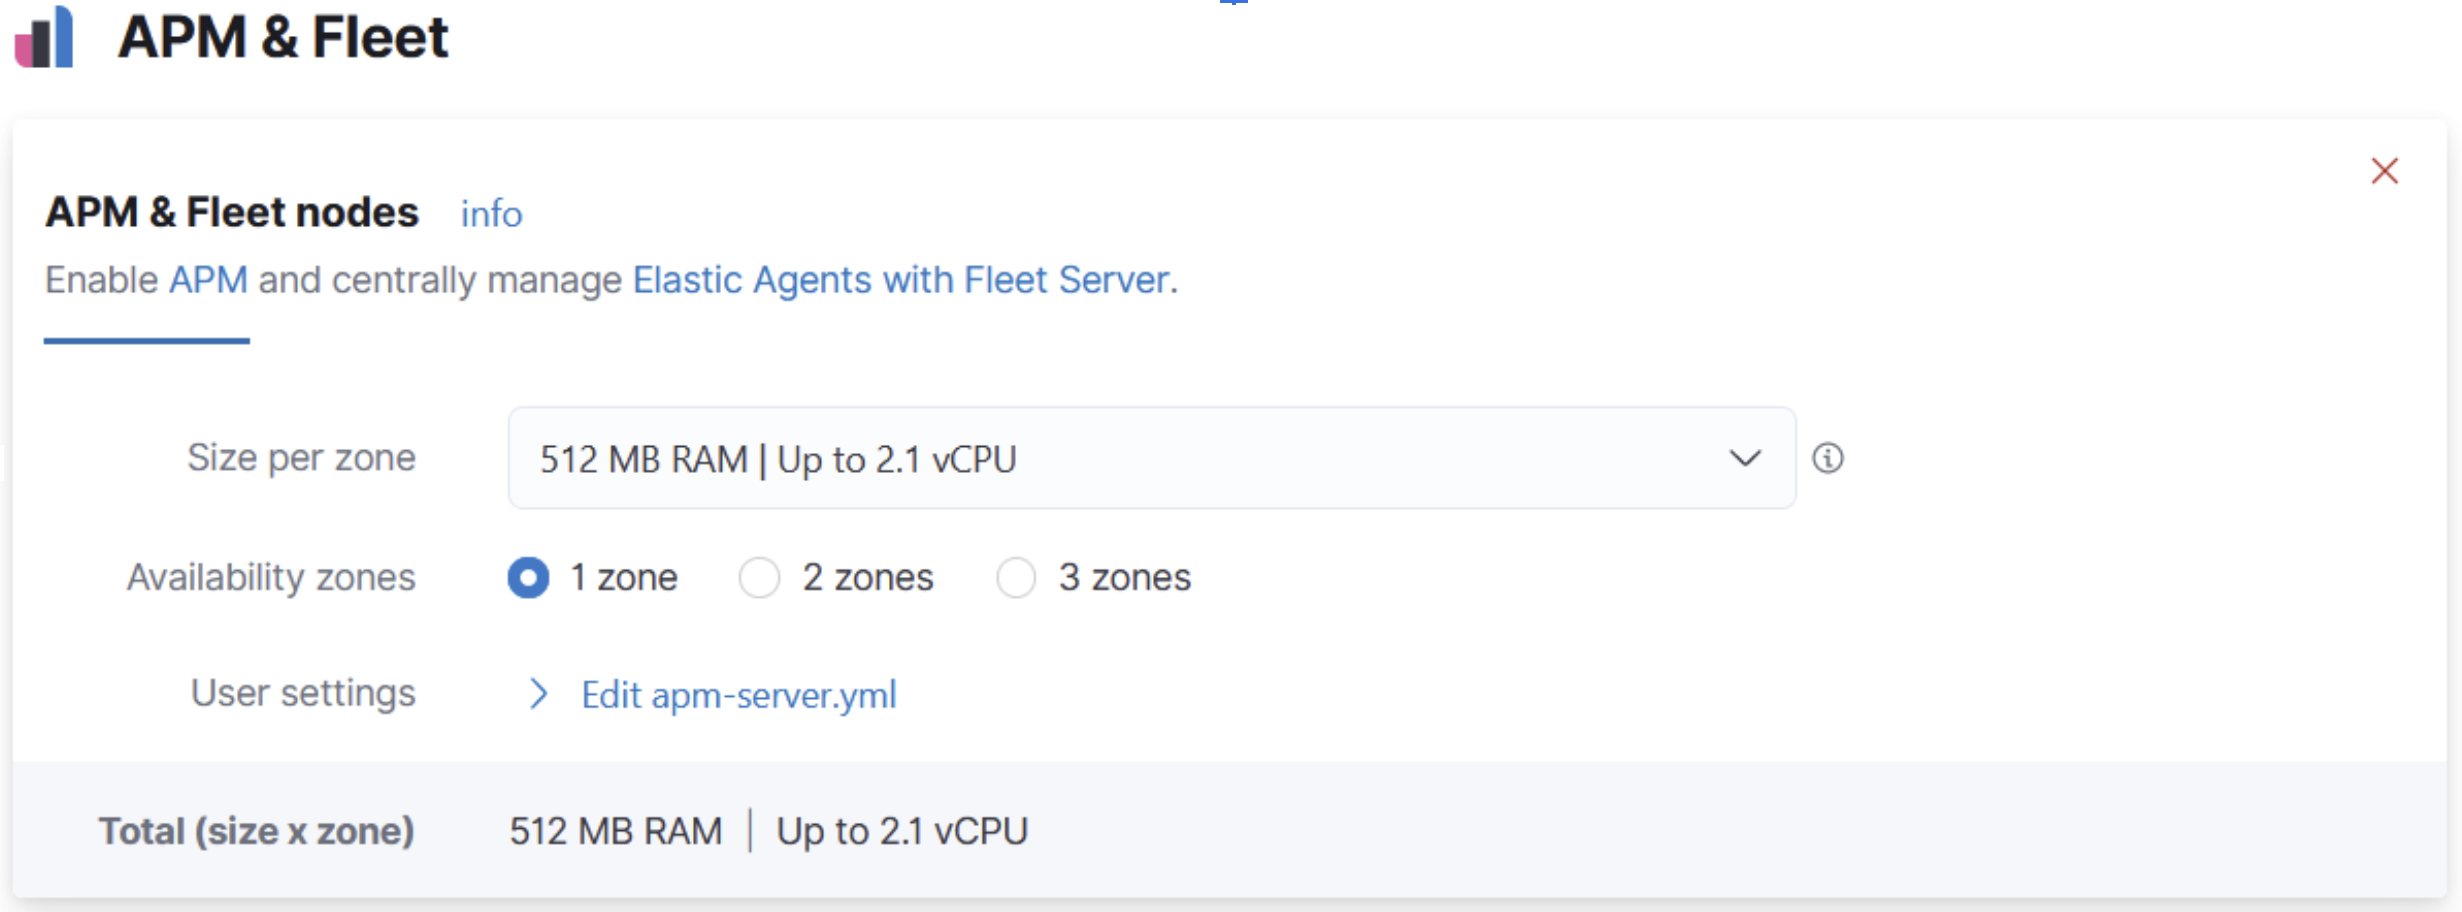 APM & Fleet
APM & Fleet nodes info
Enable APM and centrally manage Elastic Agents with Fleet Server.
Size per zone 512 MB RAM | Up to 2.1 vCPU
Availability zones 1 zone 2 zones 3 zones
User settings Edit apm-server.yml
Total (size x zone) 512 MB RAM | Up to 2.1 vCPU